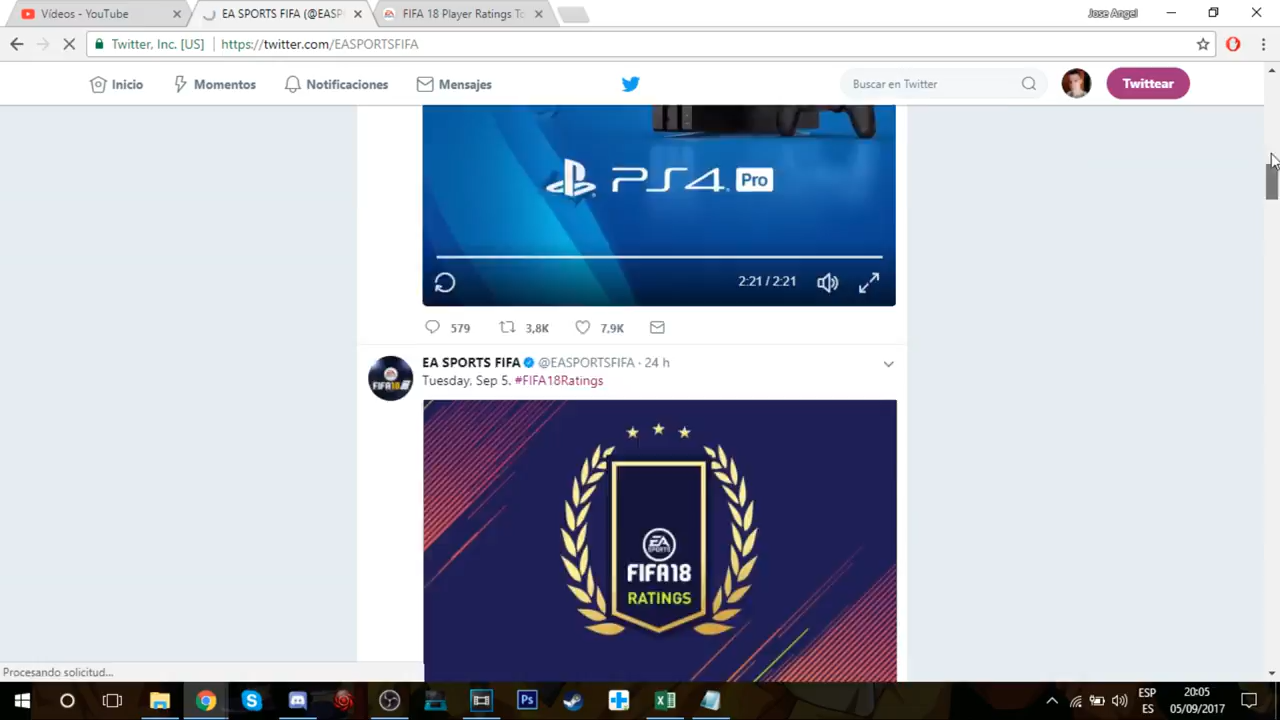 Vídeos - YouTube
EA SPORTS FIFA (@EASP
FIFA 18 Player Ratings To
Jose Angel
Twitter, Inc. [US]
https://twitter.com/EASPORTSFIFA
Inicio
Momentos
Notificaciones
Mensajes
Buscar en Twitter
Twittear
PS4 Pro
2:21 / 2:21
579
3,8K
7,9K
EA SPORTS FIFA @EASPORTSFIFA · 24 h
Tuesday, Sep 5. #FIFA18Ratings
FIFA18
EA
SPORTS
FIFA18
RATINGS
Procesando solicitud...
Ps
ESP
ES
20:05
05/09/2017